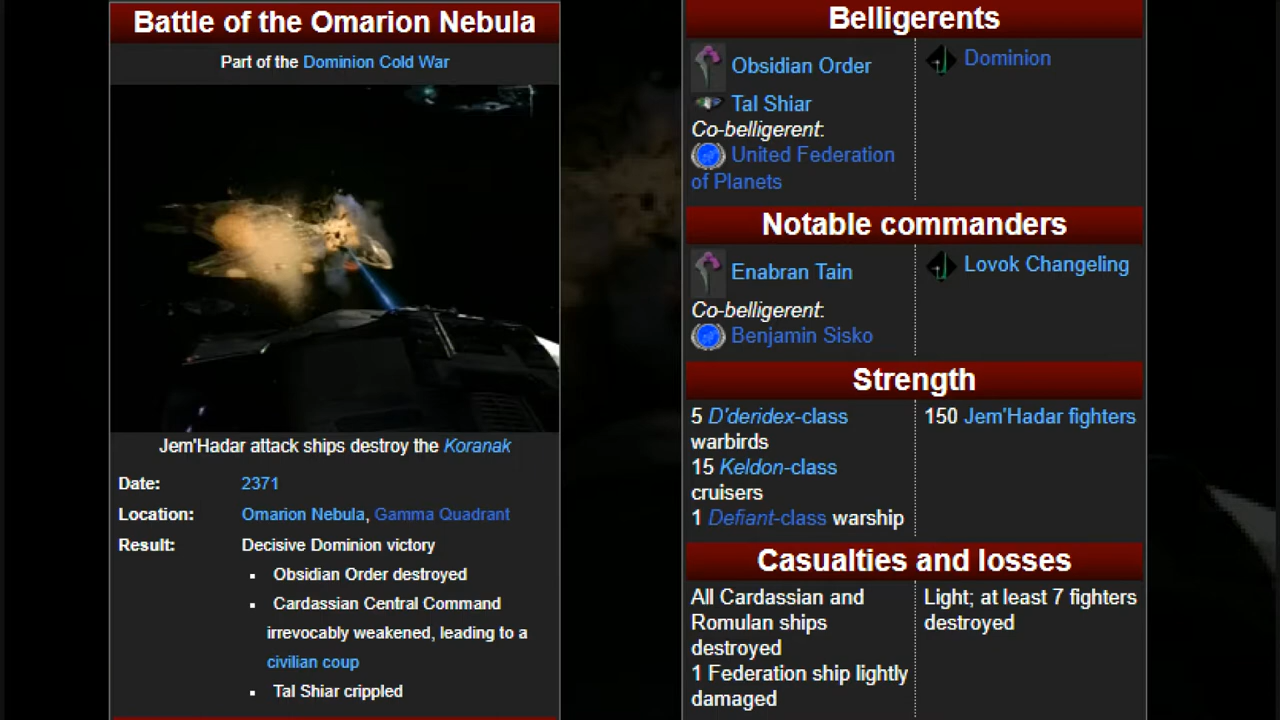 Battle of the Omarion Nebula
Part of the Dominion Cold War
Jem'Hadar attack ships destroy the Koranak
Date: 2371
Location: Omarion Nebula, Gamma Quadrant
Result: Decisive Dominion victory
Obsidian Order destroyed
Cardassian Central Command
irrevocably weakened, leading to a
civilian coup
Tal Shiar crippled
Belligerents
Obsidian Order
Tal Shiar
Co-belligerent:
United Federation
of Planets
Dominion
Notable commanders
Enabran Tain
Co-belligerent:
Benjamin Sisko
Lovok Changeling
Strength
5 D'deridex-class
warbirds
15 Keldon-class
cruisers
1 Defiant-class warship
150 Jem'Hadar fighters
Casualties and losses
All Cardassian and
Romulan ships
destroyed
1 Federation ship lightly
damaged
Light; at least 7 fighters
destroyed